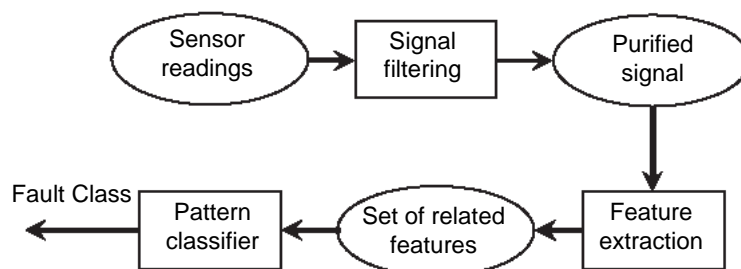 Sensor
readings
Signal
filtering
Purified
signal
Fault Class
Pattern
classifier
Set of related
features
Feature
extraction